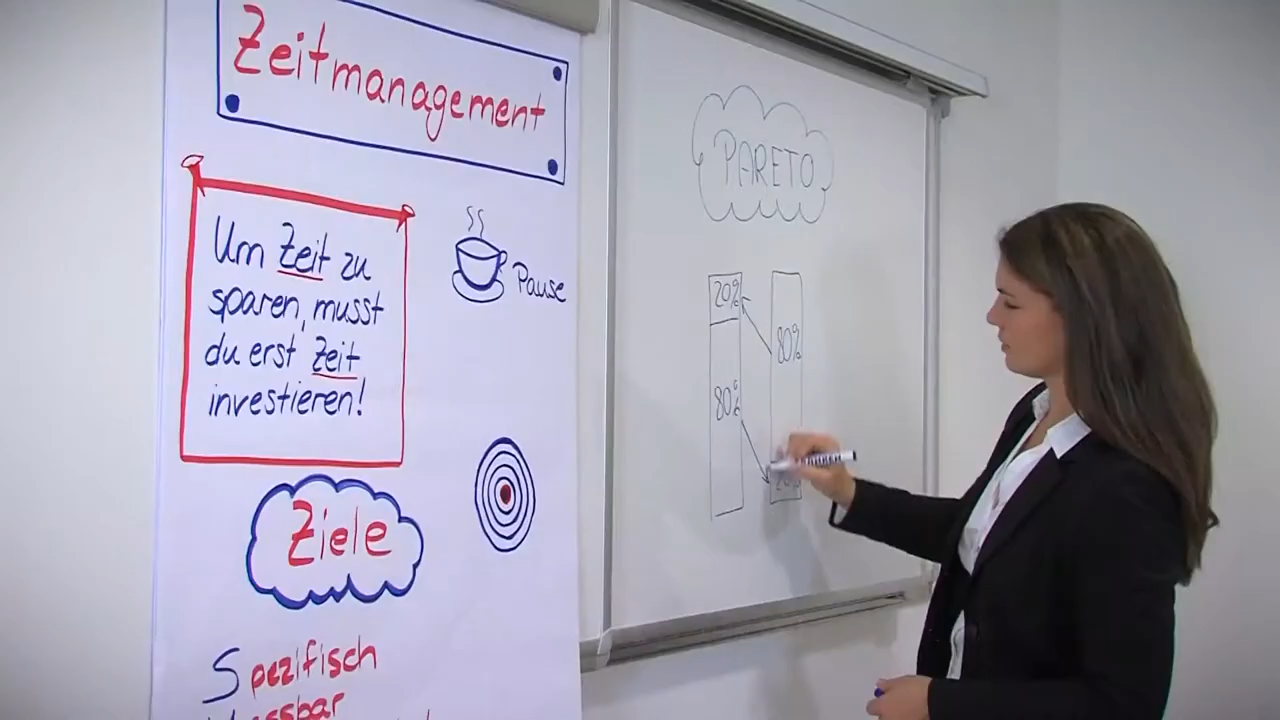 Zeitmanagement
Um Zeit zu
sparen, musst
du erst Zeit
investieren!
Pause
Ziele
Spezifisch
PARETO
20%
80%
80%